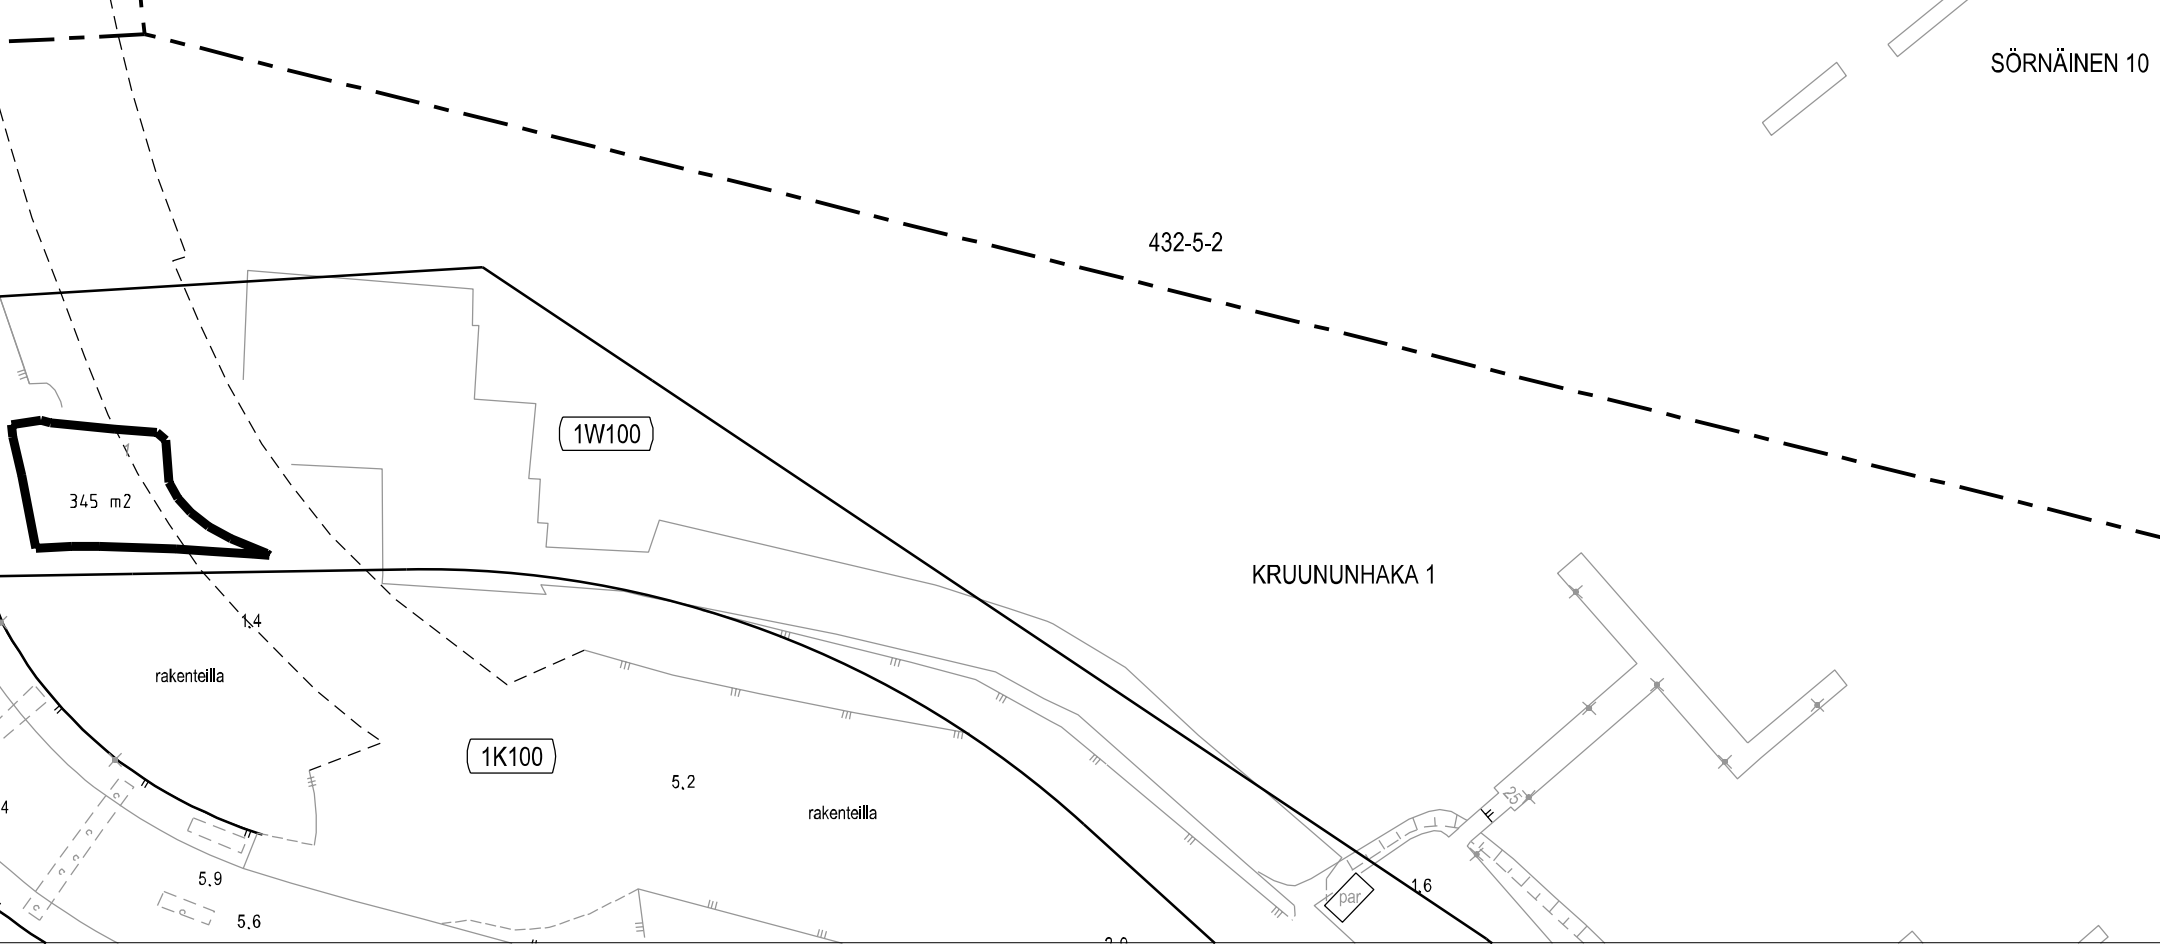 SÖRNÄINEN 10
432-5-2
1W100
345 m2
KRUUNUNHAKA 1
1,4
rakenteilla
1K100
5,2
25
4
rakenteilla
5,9
1,6
par
5,6